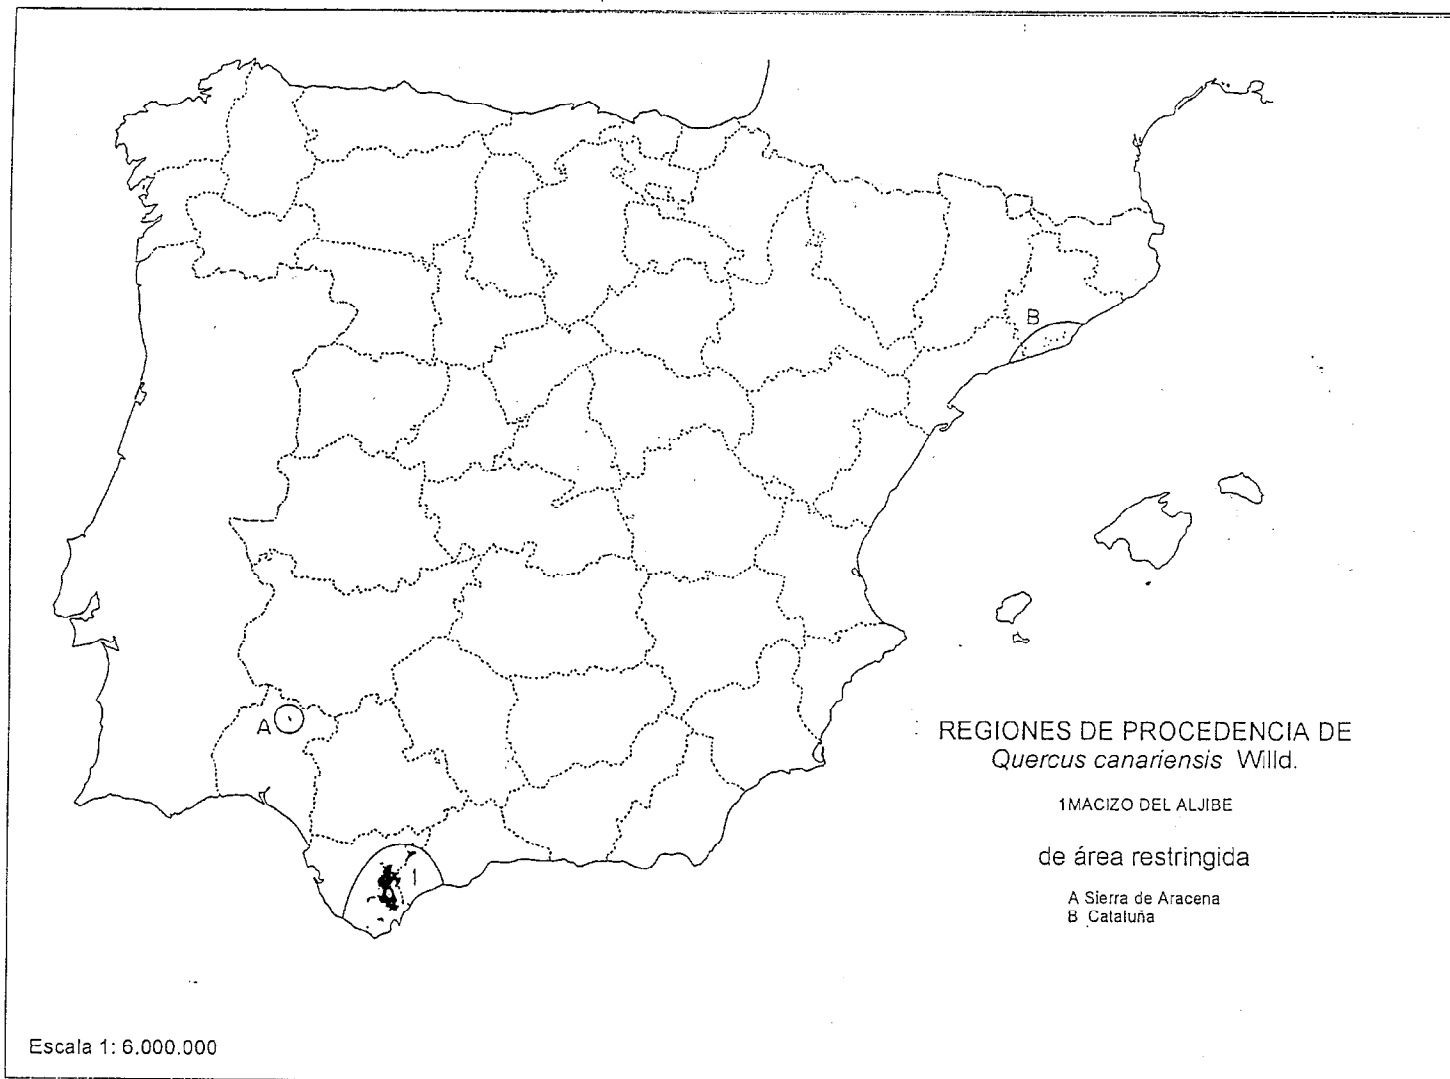 B
A
1
REGIONES DE PROCEDENCIA DE
Quercus canariensis Willd.
1MACIZO DEL ALJIBE
de área restringida
A Sierra de Aracena
B Cataluña
Escala 1: 6.000.000